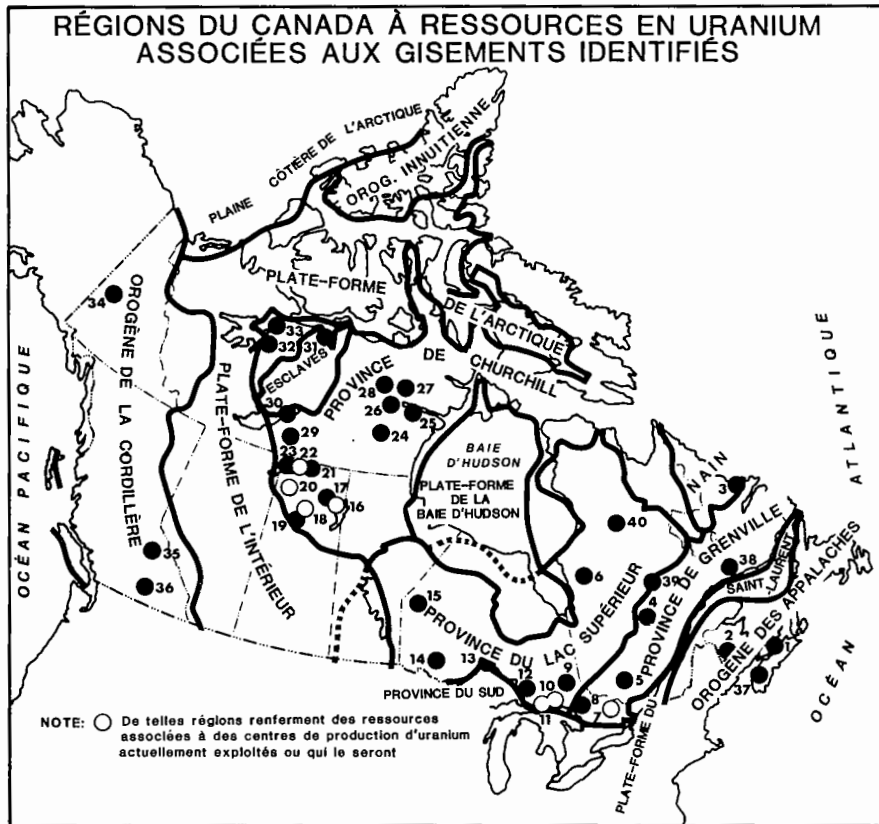 RÉGIONS DU CANADA À RESSOURCES EN URANIUM
ASSOCIÉES AUX GISEMENTS IDENTIFIÉS
PLAINE CÔTIÈRE DE L'ARCTIQUE
OROG. INNUITIENNE
PLATE-FORME
DE L'ARCTIQUE
OROGÈNE DE LA CORDILLÈRE
PLATE-FORME DE L'INTÉRIEUR
ESCLAVES
PROVINCE
DE
CHURCHILL
OCÉAN PACIFIQUE
OCÉAN
ATLANTIQUE
BAIE
D'HUDSON
PLATE-FORME
DE LA
BAIE D'HUDSON
NAIN
PROVINCE DE GRENVILLE
SAINT-LAURENT
PLATE-FORME DU
OROGÈNE DES APPALACHES
PROVINCE DU LAC SUPÉRIEUR
PROVINCE DU SUD
34
33
32
31
30
29
28
27
26
25
24
23
22
21
20
19
18
17
16
15
14
13
12
10
9
11
8
7
5
4
39
6
40
38
3
2
37
35
36
NOTE: De telles régions renferment des ressources
associées à des centres de production d'uranium
actuellement exploités ou qui le seront